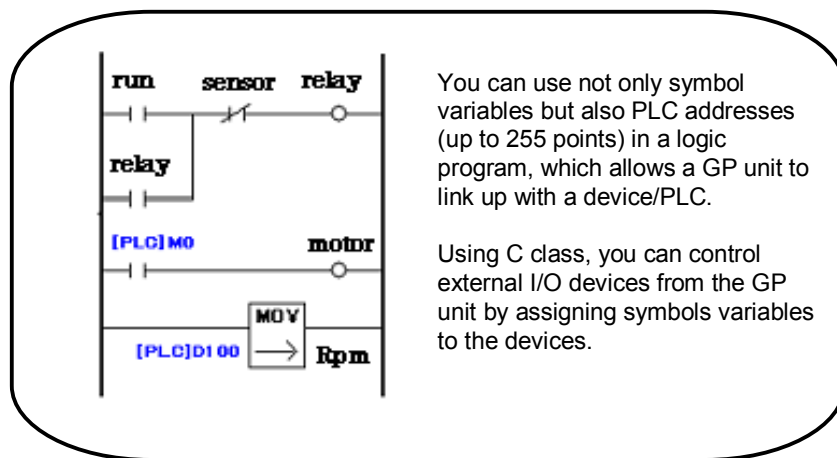 run sensor relay
relay
[PLC]M0 motor
MOV
[PLC]D100 Rpm
You can use not only symbol
variables but also PLC addresses
(up to 255 points) in a logic
program, which allows a GP unit to
link up with a device/PLC.
Using C class, you can control
external I/O devices from the GP
unit by assigning symbols variables
to the devices.